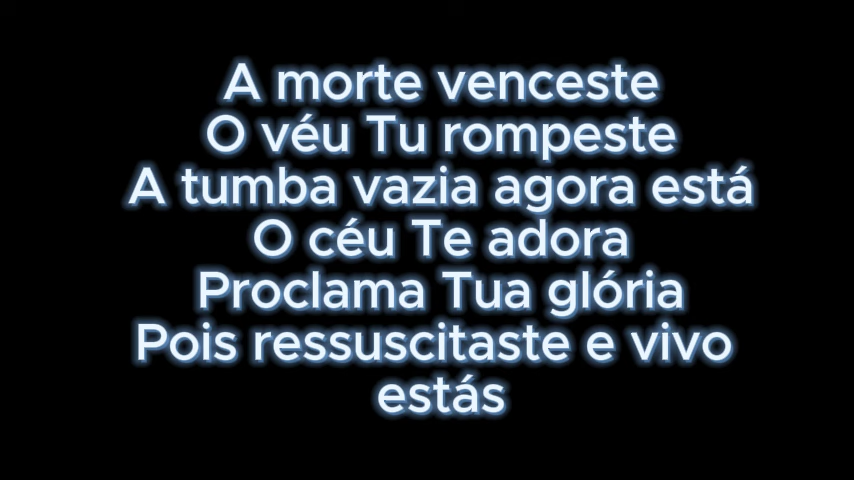 A morte venceste
O véu Tu rompeste
A tumba vazia agora está
O céu Te adora
Proclama Tua glória
Pois ressuscitaste e vivo
estás